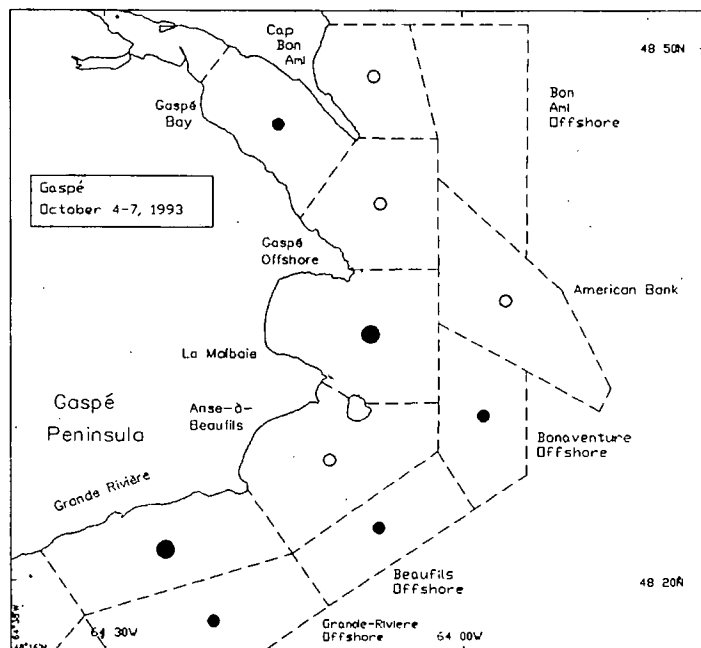 Cap
Bon
Ami
48 50N
Bon
Ami
Offshore
Gaspé
Bay
Gaspé
October 4-7, 1993
Gaspé
Offshore
American Bank
La Malbaie
Gaspé
Peninsula
Anse-à-
Beaufils
Bonaventure
Offshore
Grande Rivière
Beaufils
Offshore
48 20N
Grande-Riviere
Offshore
64 30W
64 00W